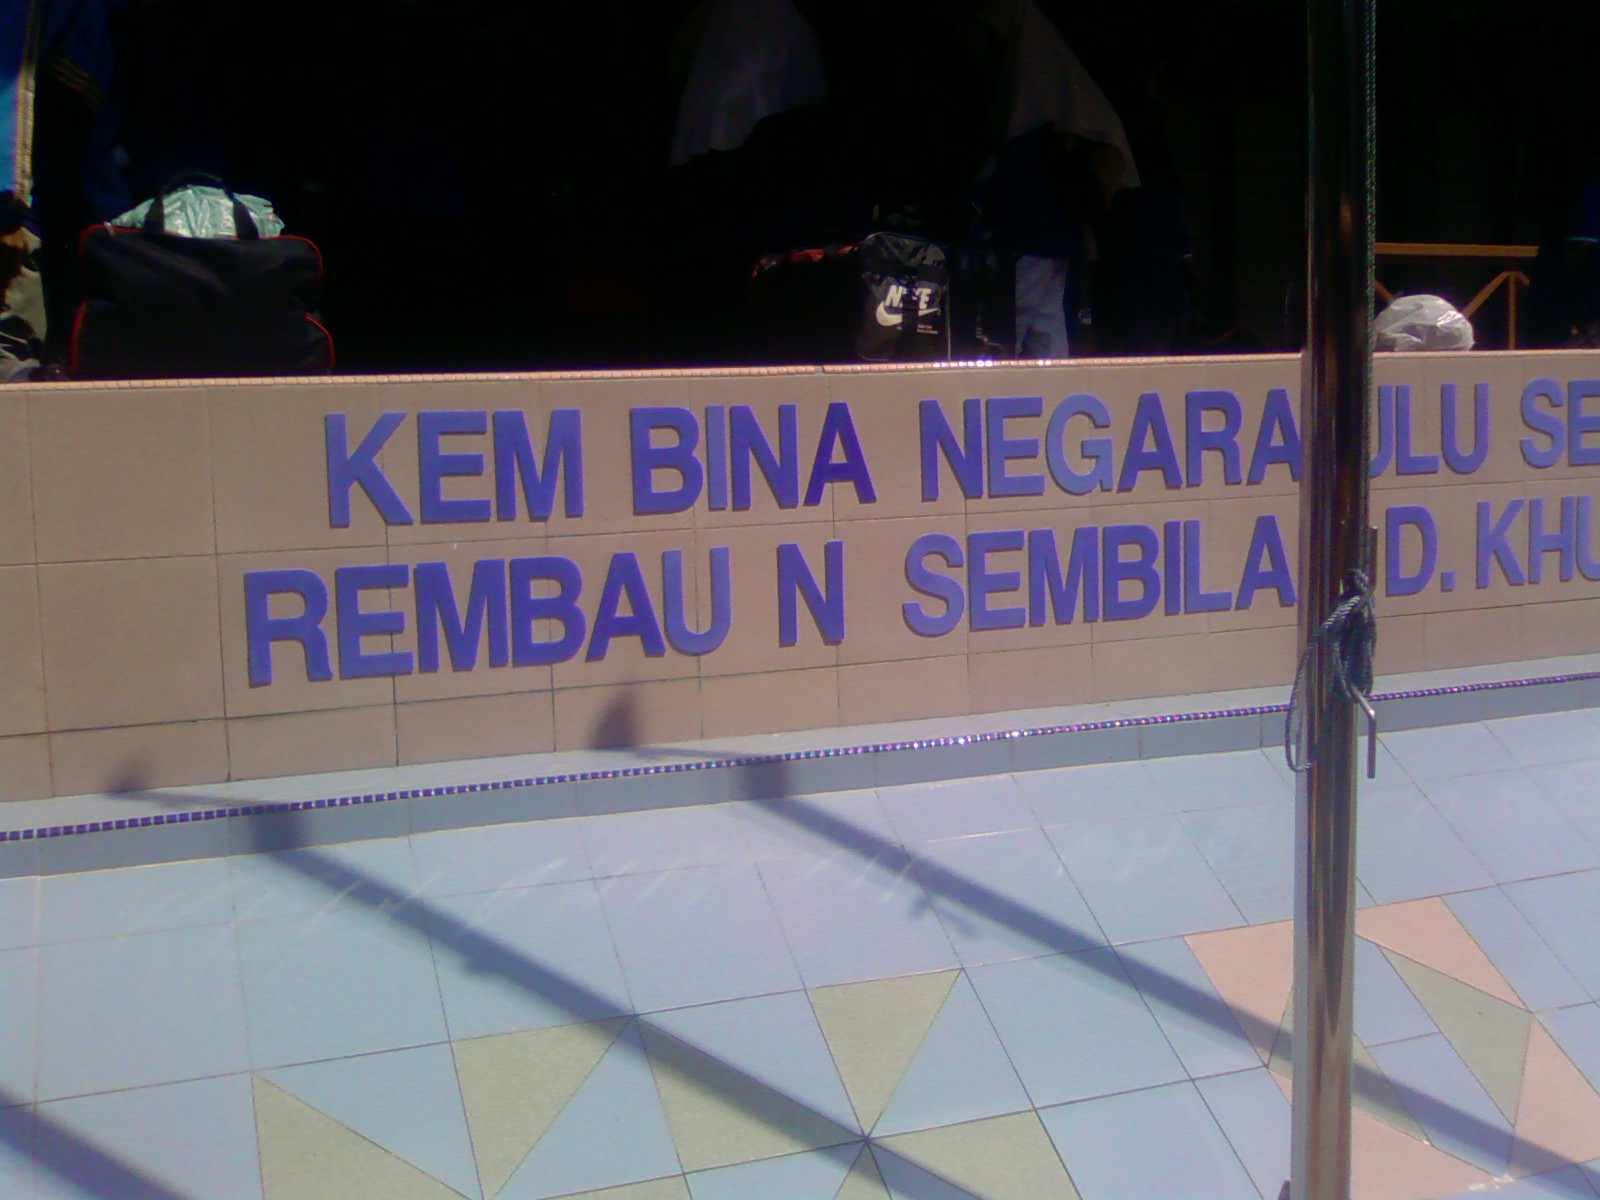 NIKE
KEM BINA NEGARA ULU SE
REMBAU N SEMBILA D. KHU